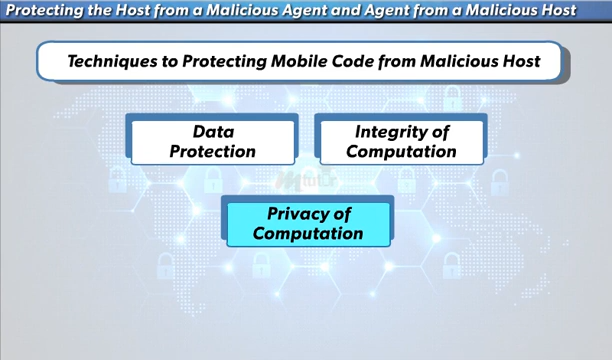 Protecting the Host from a Malicious Agent and Agent from a Malicious Host
Techniques to Protecting Mobile Code from Malicious Host
Data
Protection
Integrity of
Computation
Privacy of
Computation